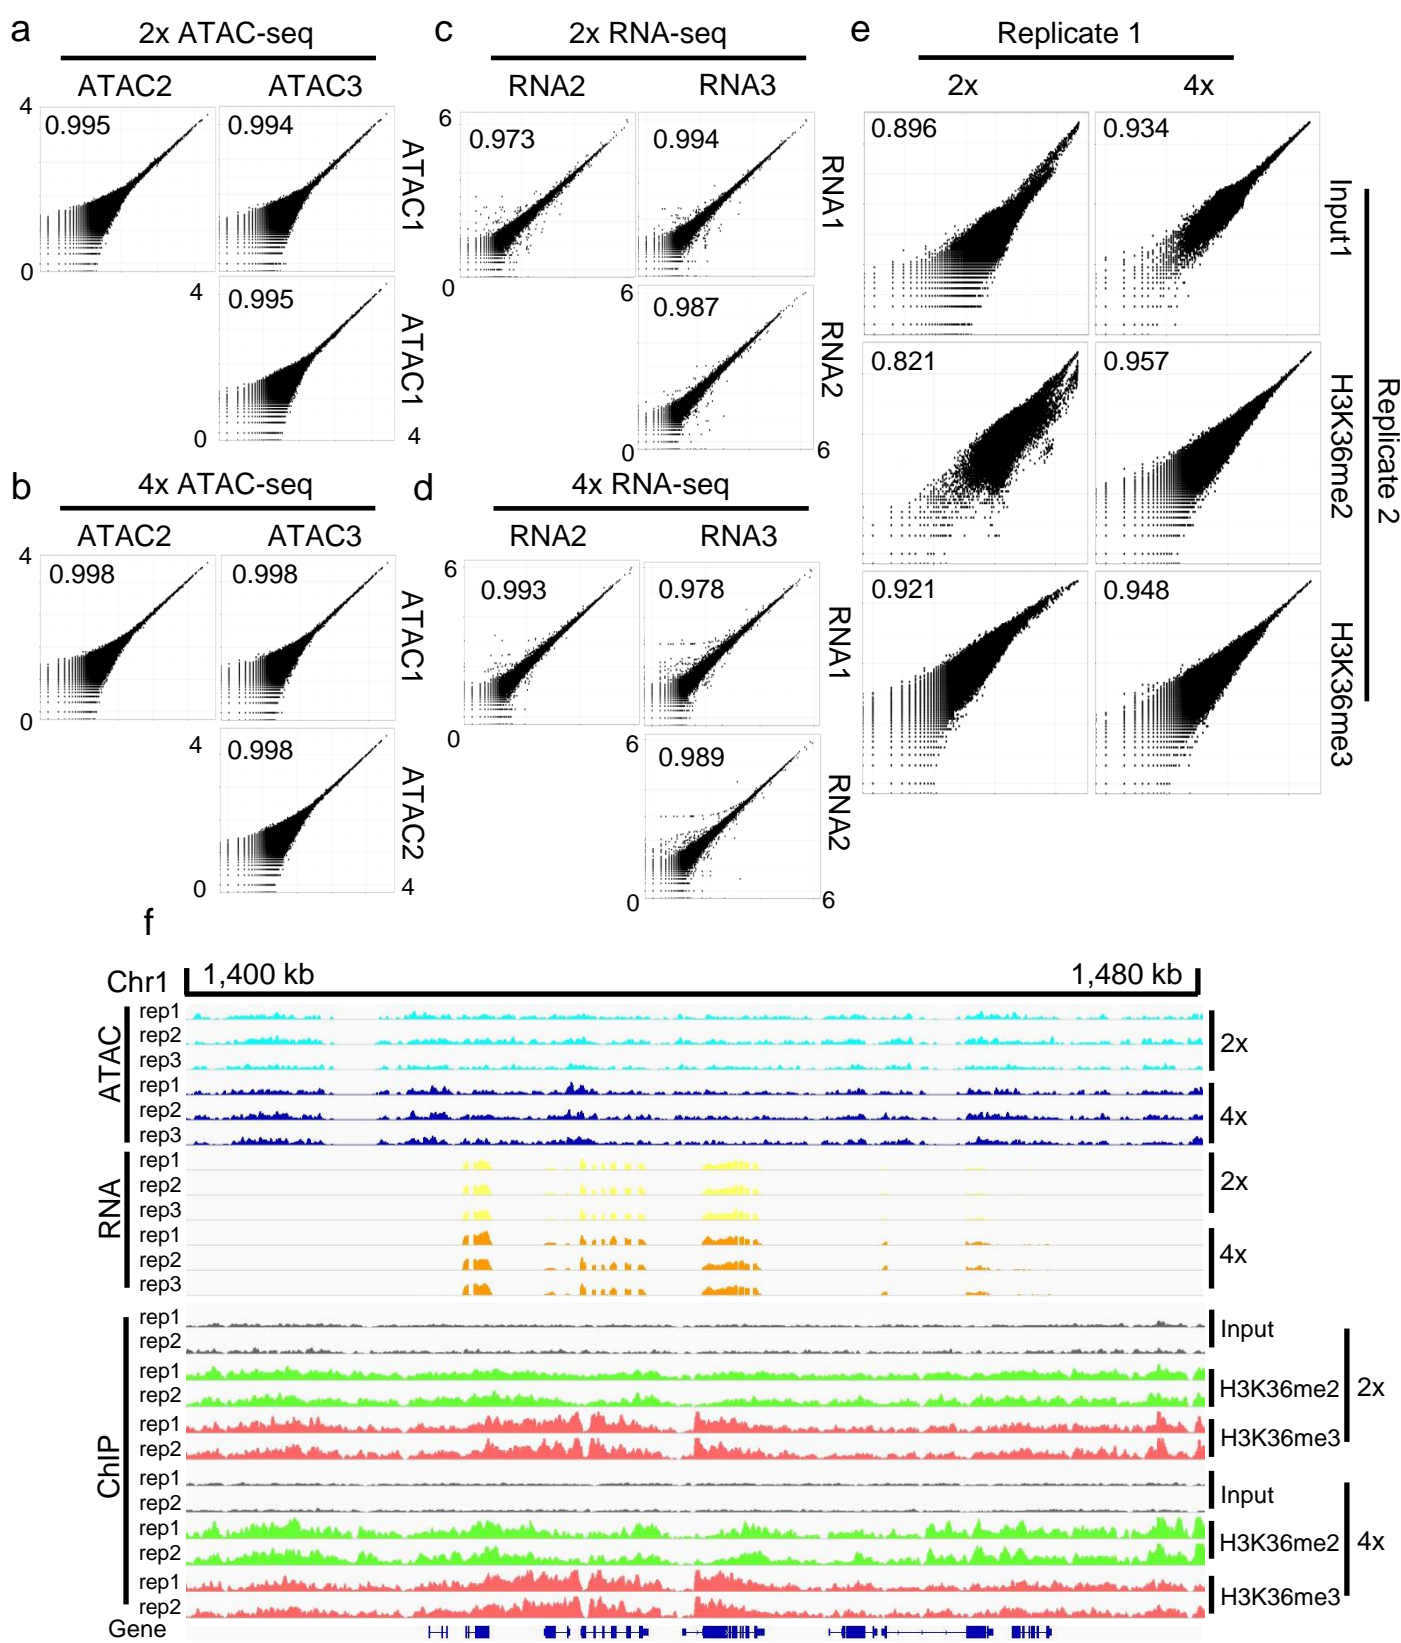 a
2x ATAC-seq
ATAC2 ATAC3
4
0.995
0.994
ATAC1
0
4
0.995
ATAC1
0
4
b
4x ATAC-seq
ATAC2 ATAC3
4
0.998
0.998
ATAC1
0
4
0.998
ATAC2
0
4
c
2x RNA-seq
RNA2 RNA3
6
0.973
0.994
RNA1
0
6
0.987
RNA2
0
6
d
4x RNA-seq
RNA2 RNA3
6
0.993
0.978
RNA1
0
6
0.989
RNA2
0
6
e
Replicate 1
2x 4x
0.896
0.934
Input1
0.821
0.957
H3K36me2
0.921
0.948
H3K36me3
Replicate 2
f
Chr1
1,400 kb 1,480 kb
ATAC
rep1
rep2
rep3
2x
rep1
rep2
rep3
4x
RNA
rep1
rep2
rep3
2x
rep1
rep2
rep3
4x
ChIP
rep1
rep2
Input
rep1
rep2
H3K36me2
2x
rep1
rep2
H3K36me3
rep1
rep2
Input
rep1
rep2
H3K36me2
4x
rep1
rep2
H3K36me3
Gene